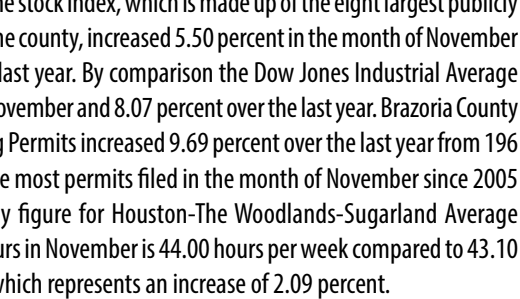 he stock index, which is made up of the eight largest publicly
he county, increased 5.50 percent in the month of November
last year. By comparison the Dow Jones Industrial Average
ovember and 8.07 percent over the last year. Brazoria County
g Permits increased 9.69 percent over the last year from 196
e most permits filed in the month of November since 2005
y figure for Houston-The Woodlands-Sugarland Average
urs in November is 44.00 hours per week compared to 43.10
which represents an increase of 2.09 percent.